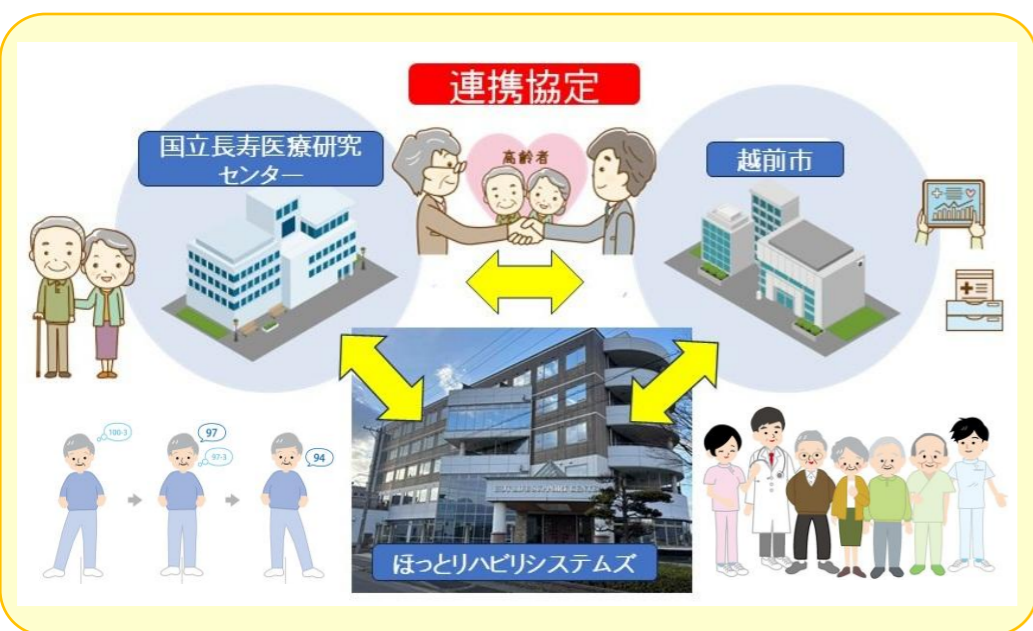 連携協定
国立長寿医療研究
センター
高齢者
越前市
100-3
97
97-3
94
ほっとリハビリシステムズ